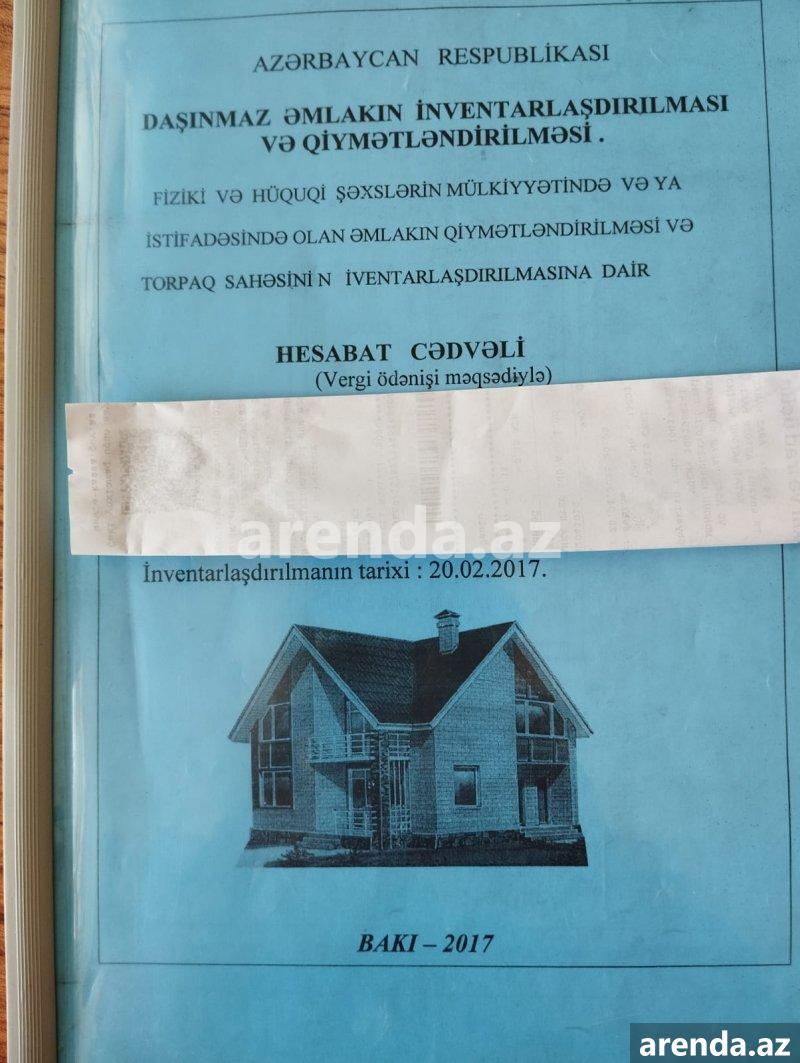 AZƏRBAYCAN RESPUBLİKASI
DAŞINMAZ ƏMLAKIN İNVENTARLAŞDIRILMASI
VƏ QİYMƏTLƏNDİRİLMƏSİ .
FİZİKİ VƏ HÜQUQİ ŞƏXSLƏRİN MÜLKİYYƏTİNDƏ VƏ YA
İSTİFADƏSİNDƏ OLAN ƏMLAKIN QİYMƏTLƏNDİRİLMƏSİ VƏ
TORPAQ SAHƏSİNİ N İVENTARLAŞDIRILMASINA DAİR
HESABAT CƏDVƏLİ
(Vergi ödənişi məqsədiylə)
arenda.az
İnventarlaşdırılmanın tarixi : 20.02.2017.
BAKI – 2017
arenda.az